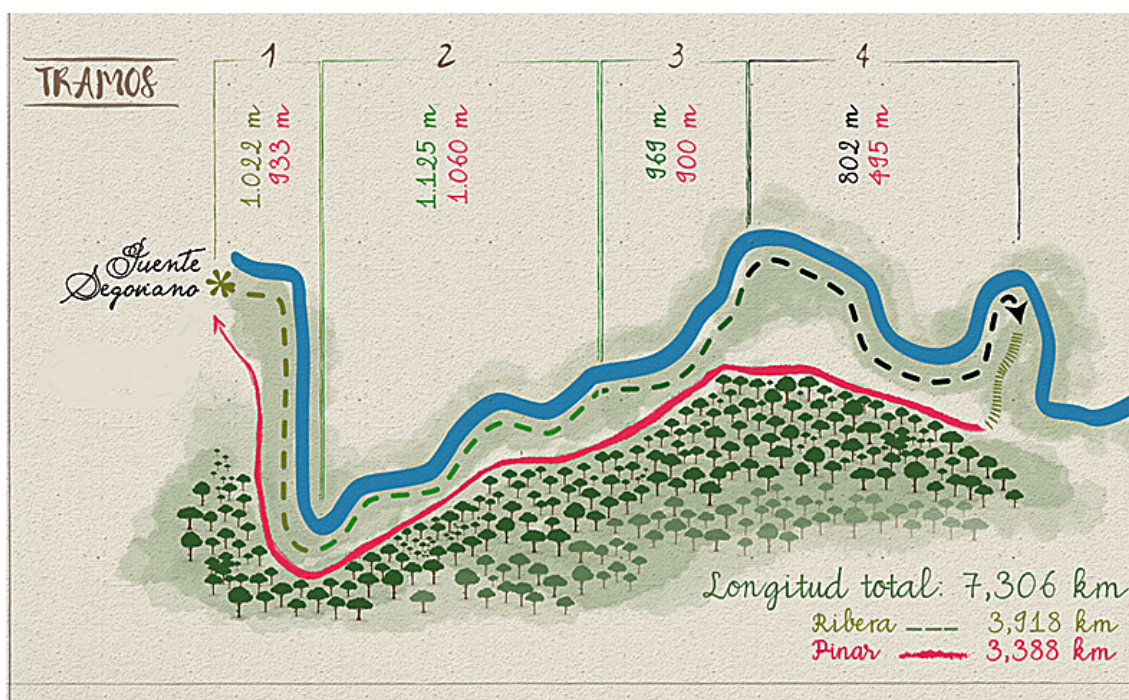 TRAMOS
1
2
3
4
1.022 m
933 m
1.125 m
1.060 m
969 m
900 m
802 m
495 m
Puente
Segoviano
Longitud total: 7,306 km
Ribera 3,918 km
Pinar 3,388 km